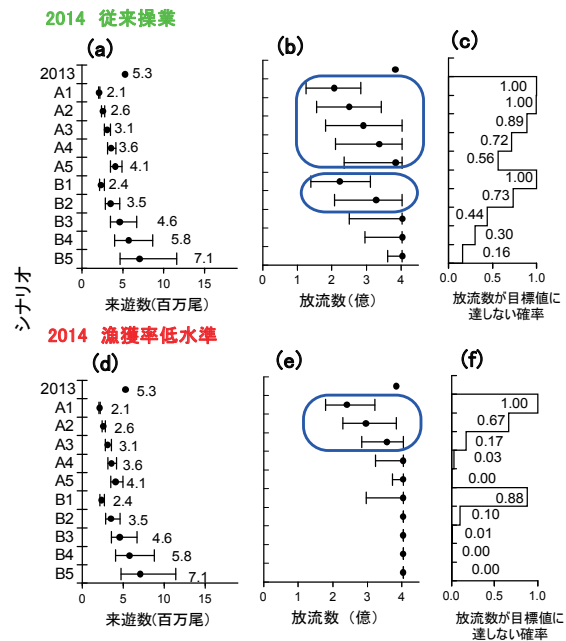 2014 従来操業
(a)
(b)
(c)
シナリオ
2013 5.3
A1 2.1
A2 2.6
A3 3.1
A4 3.6
A5 4.1
B1 2.4
B2 3.5
B3 4.6
B4 5.8
B5 7.1
0 5 10 15
来遊数(百万尾)
0 1 2 3 4
放流数(億)
1.00
1.00
0.89
0.72
0.56
1.00
0.73
0.44
0.30
0.16
0 0.5 1.0
放流数が目標値に
達しない確率
2014 漁獲率低水準
(d)
(e)
(f)
2013 5.3
A1 2.1
A2 2.6
A3 3.1
A4 3.6
A5 4.1
B1 2.4
B2 3.5
B3 4.6
B4 5.8
B5 7.1
0 5 10 15
来遊数(百万尾)
0 1 2 3 4
放流数(億)
1.00
0.67
0.17
0.03
0.00
0.88
0.10
0.01
0.00
0.00
0 0.5 1.0
放流数が目標値に
達しない確率